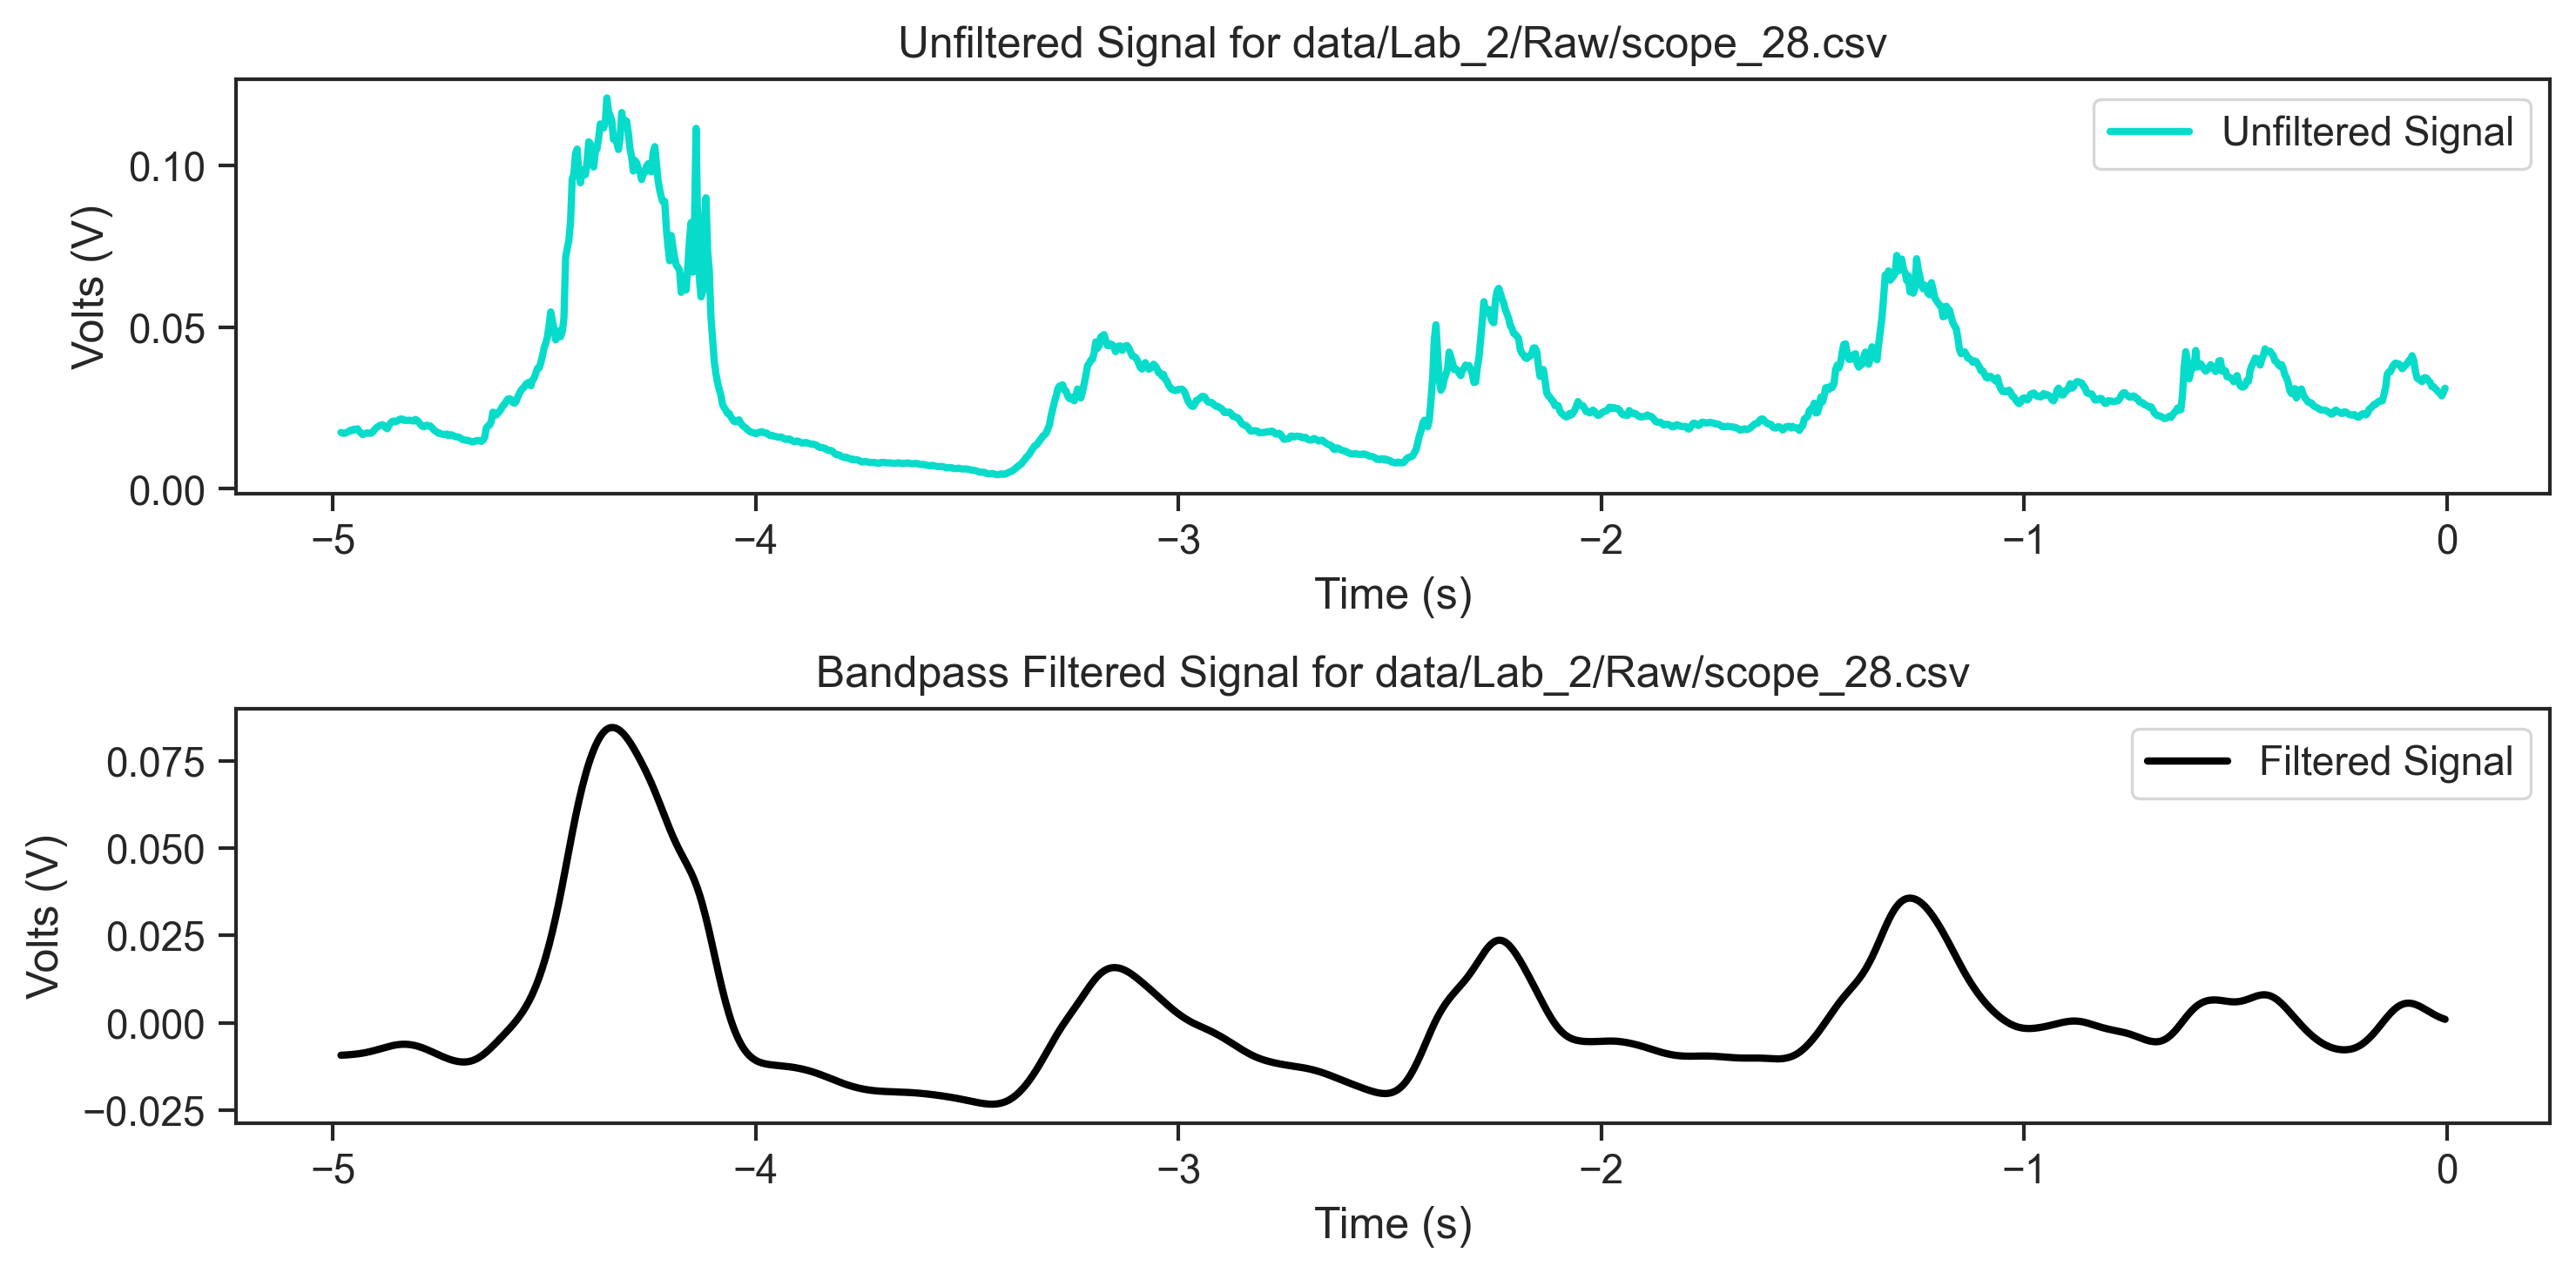 Unfiltered Signal for data/Lab_2/Raw/scope_28.csv
Unfiltered Signal
Volts (V)
0.10
0.05
0.00
−5 −4 −3 −2 −1 0
Time (s)
Bandpass Filtered Signal for data/Lab_2/Raw/scope_28.csv
Filtered Signal
Volts (V)
0.075
0.050
0.025
0.000
−0.025
−5 −4 −3 −2 −1 0
Time (s)